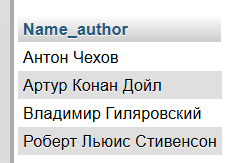 Name_author
Антон Чехов
Артур Конан Дойл
Владимир Гиляровский
Роберт Льюис Стивенсон